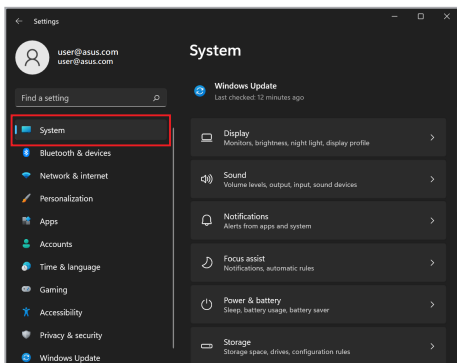 Settings
user@asus.com
user@asus.com
Find a setting
System
Bluetooth & devices
Network & internet
Personalization
Apps
Accounts
Time & language
Gaming
Accessibility
Privacy & security
Windows Update
System
Windows Update
Last checked: 12 minutes ago
Display
Monitors, brightness, night light, display profile
Sound
Volume levels, output, input, sound devices
Notifications
Alerts from apps and system
Focus assist
Notifications, automatic rules
Power & battery
Sleep, battery usage, battery saver
Storage
Storage space, drives, configuration rules